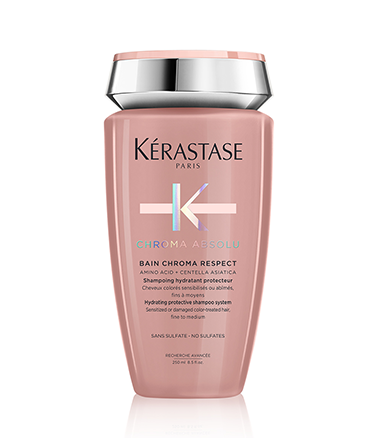 KÉRASTASE
PARIS
K
CHROMA ABSOLU
BAIN CHROMA RESPECT
AMINO ACID + CENTELLA ASIATICA
Shampooing hydratant protecteur
Cheveux colorés sensibilisés ou abîmés,
fins à moyens
Hydrating protective shampoo system
Sensitized or damaged color-treated hair,
fine to medium
SANS SULFATE - NO SULFATES
RECHERCHE AVANCÉE
250 ml. 8.5 fl.oz.